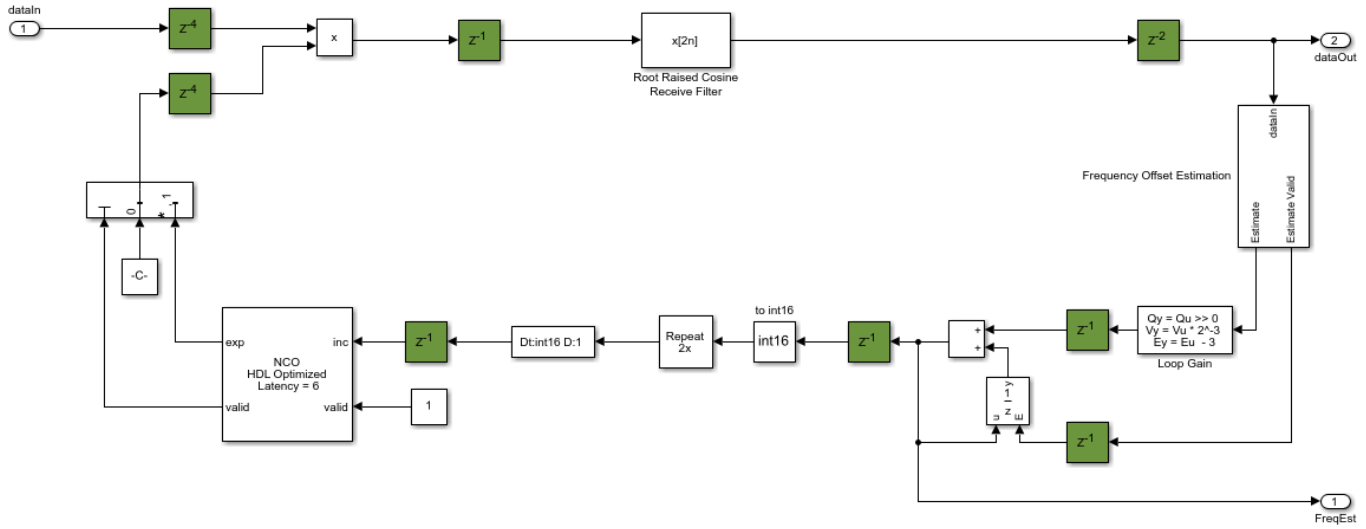 dataIn
1
z-4
x
z-1
x[2n]
Root Raised Cosine
Receive Filter
z-2
2
dataOut
z-4
dataIn
Frequency Offset Estimation
Estimate
Estimate Valid
T
0
*, 1
-C-
exp
inc
NCO
HDL Optimized
Latency = 6
valid
valid
1
z-1
Dt:int16 D:1
Repeat
2x
to int16
int16
z-1
+
+
z-1
Qy = Qu >> 0
Vy = Vu * 2^-3
Ey = Eu - 3
Loop Gain
y
1
z
u
E
z-1
1
FreqEst